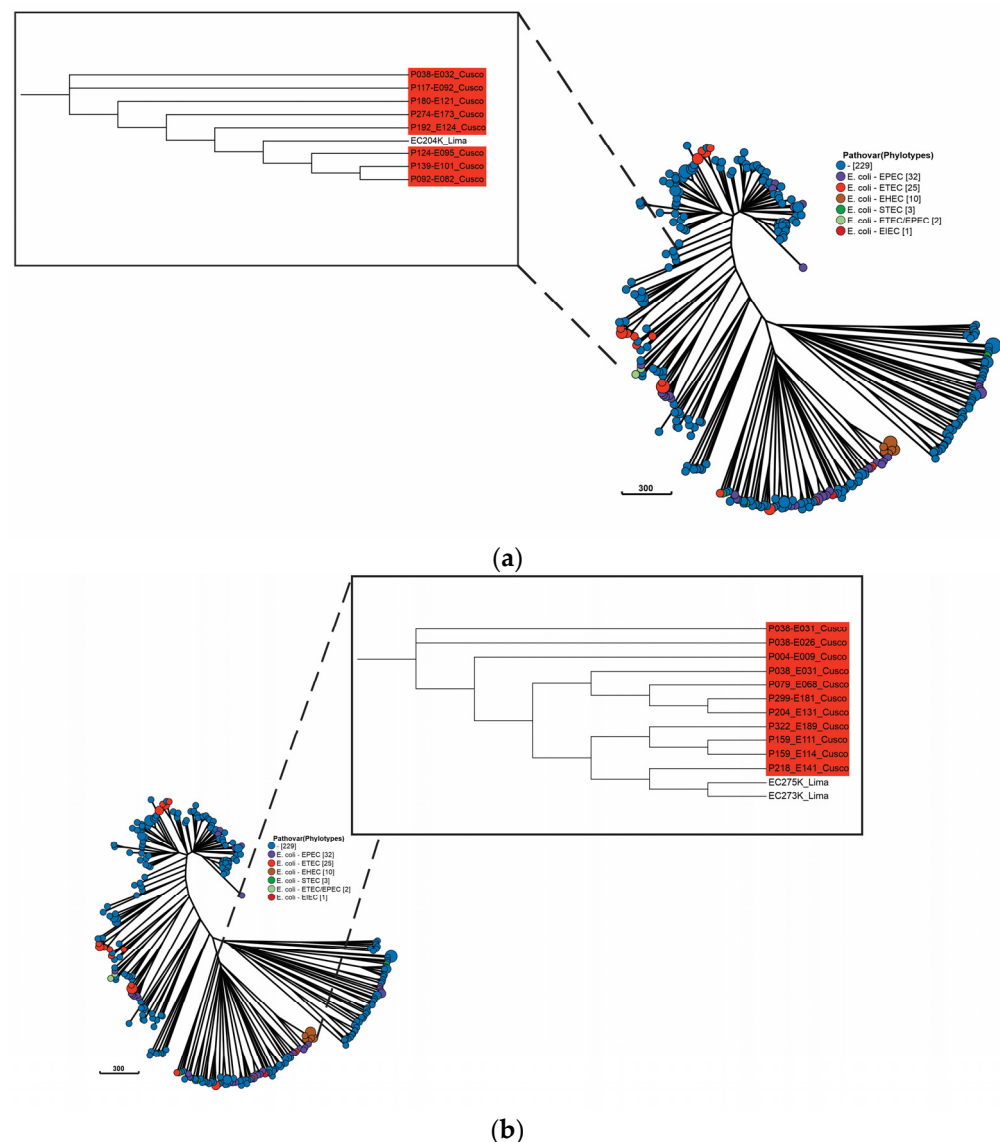 P038-E032_Cusco
P117-E092_Cusco
P180-E121_Cusco
P274-E173_Cusco
P192_E124_Cusco
EC204K_Lima
P124-E095_Cusco
P139-E101_Cusco
P092-E082_Cusco
Pathovar(Phylotypes)
- [229]
E. coli - EPEC [32]
E. coli - ETEC [25]
E. coli - EHEC [10]
E. coli - STEC [3]
E. coli - ETEC/EPEC [2]
E. coli - EIEC [1]
300
(a)
P038-E031_Cusco
P038-E026_Cusco
P004-E009_Cusco
P038_E031_Cusco
P079_E068_Cusco
P299-E181_Cusco
P204_E131_Cusco
P322_E189_Cusco
P159_E111_Cusco
P159_E114_Cusco
P218_E141_Cusco
EC275K_Lima
EC273K_Lima
Pathovar(Phylotypes)
- [229]
E. coli - EPEC [32]
E. coli - ETEC [25]
E. coli - EHEC [10]
E. coli - STEC [3]
E. coli - ETEC/EPEC [2]
E. coli - EIEC [1]
300
(b)